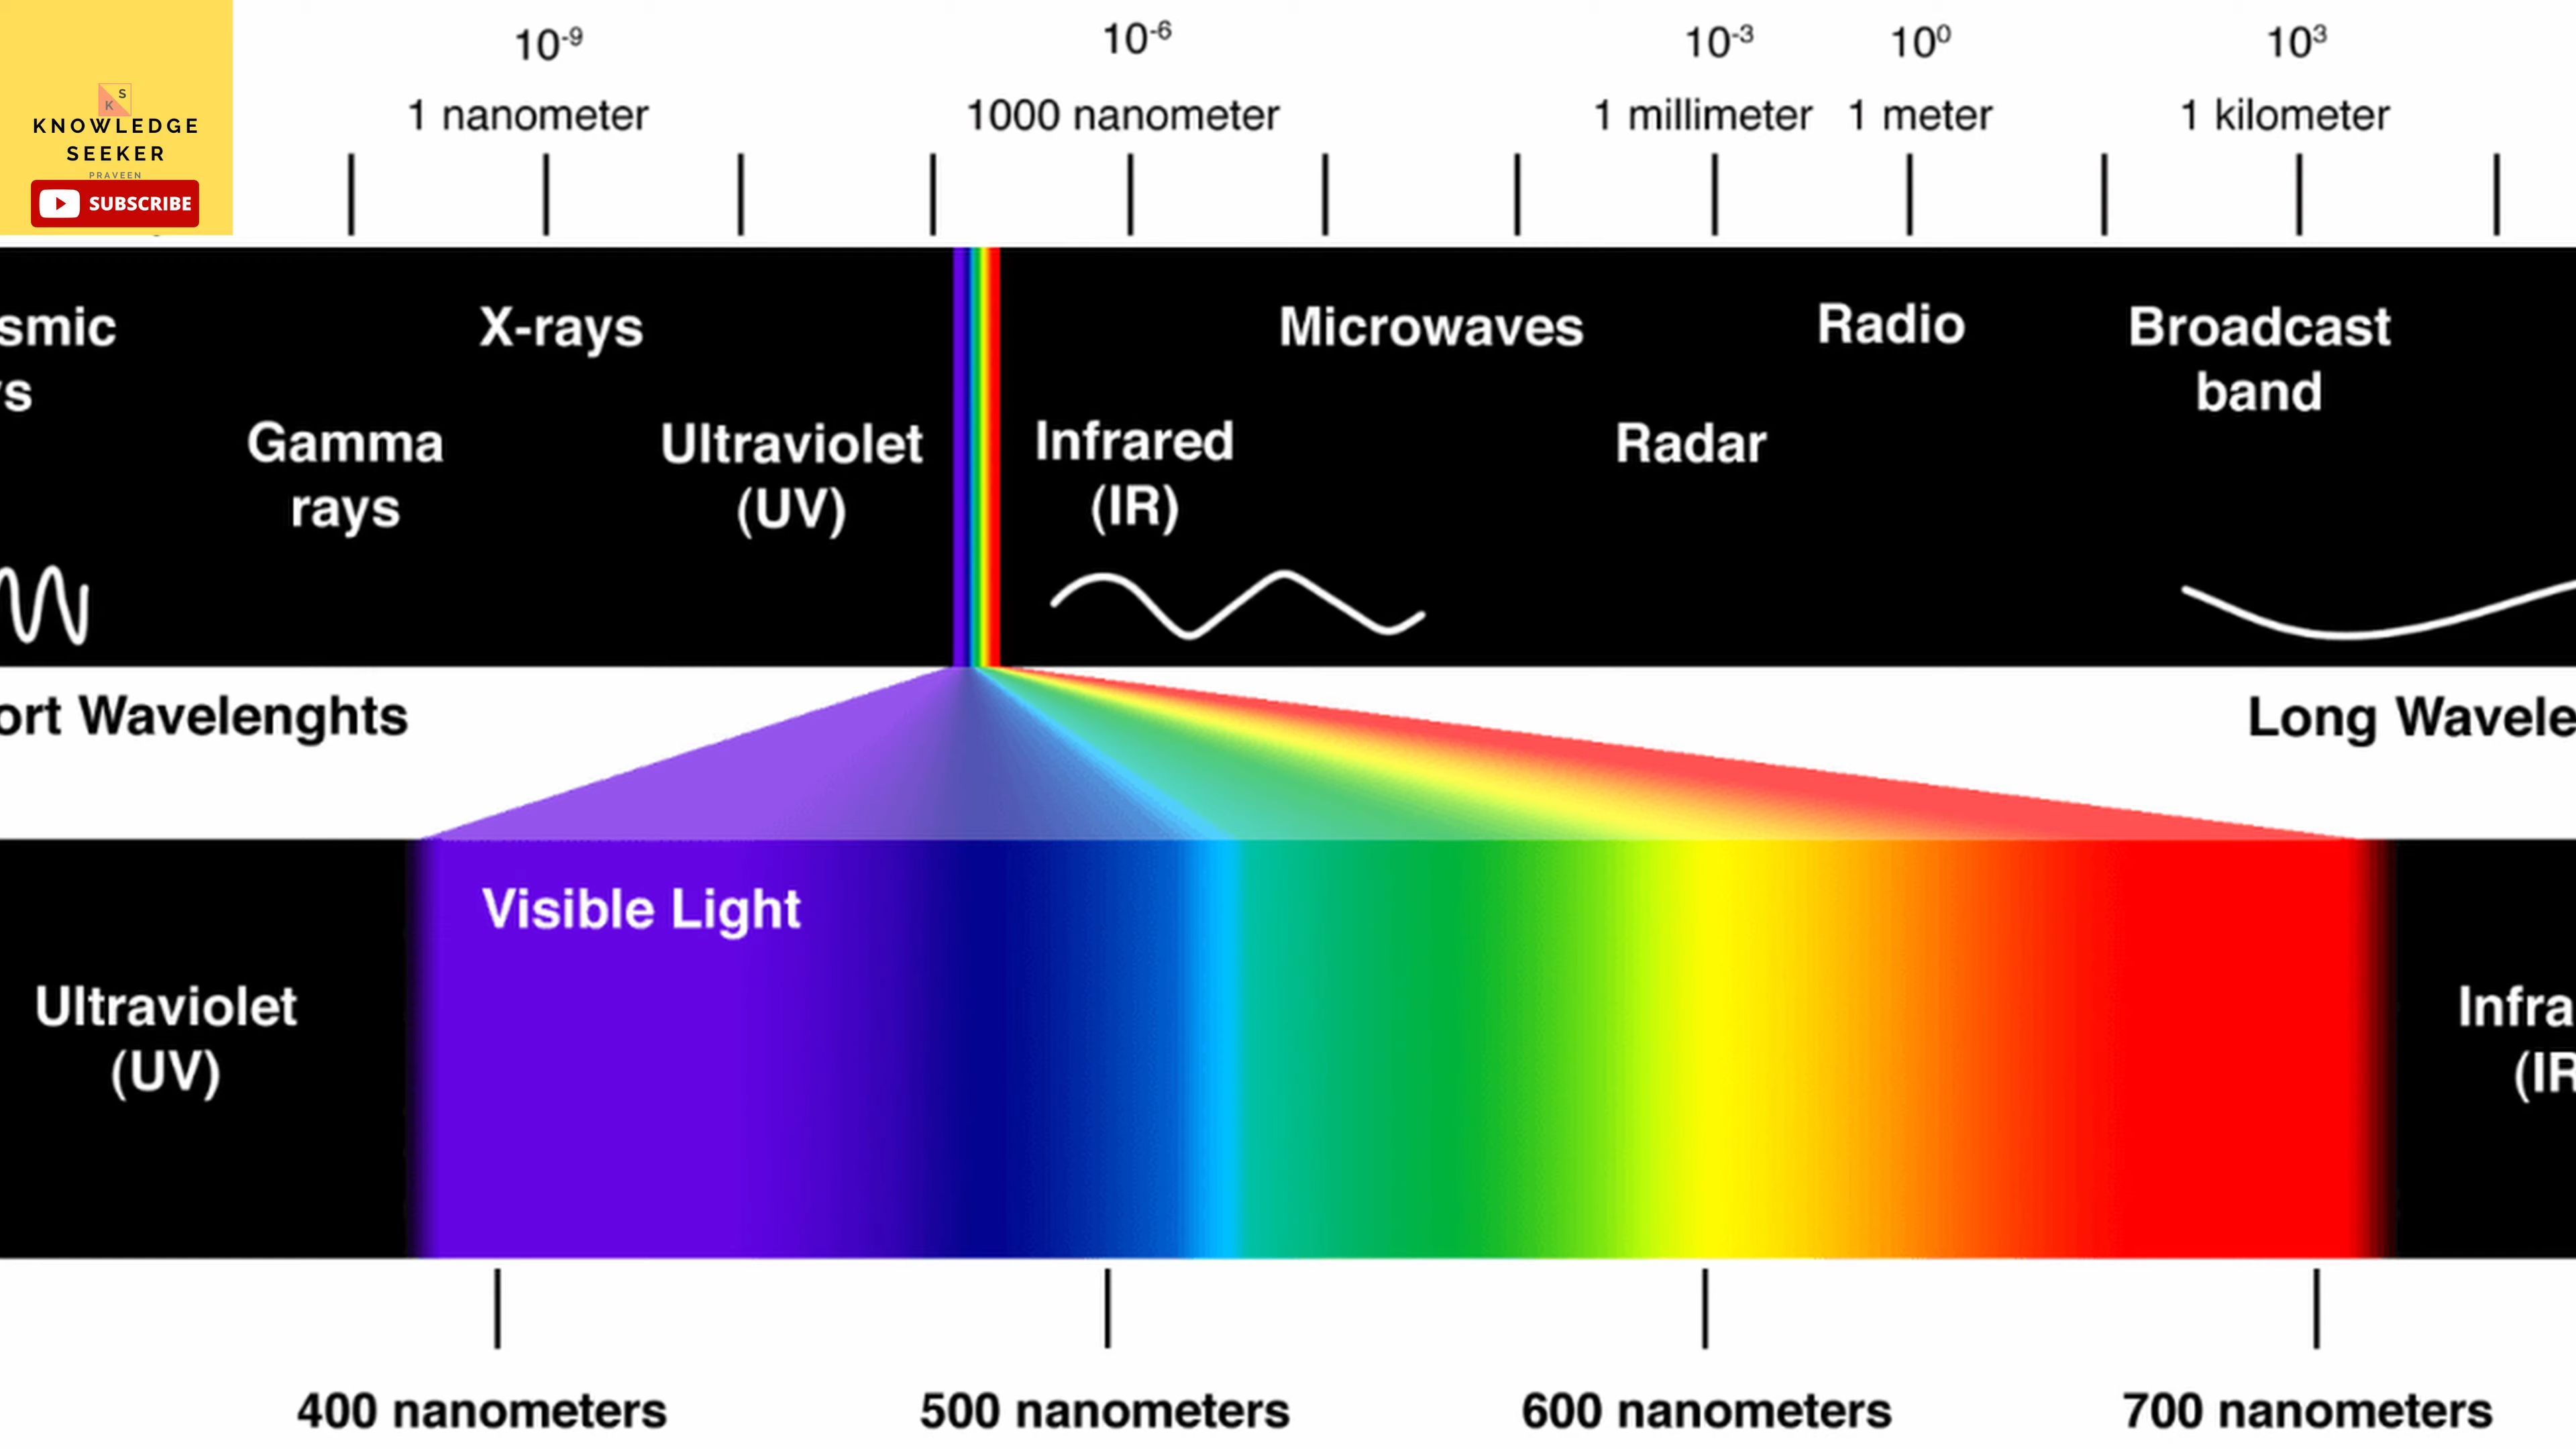 10-9
10-6
10-3
100
103
1 nanometer
1000 nanometer
1 millimeter
1 meter
1 kilometer
S
K
KNOWLEDGE
SEEKER
PRAVEEN
SUBSCRIBE
smic
X-rays
Microwaves
Radio
Broadcast
band
Gamma
rays
Ultraviolet
(UV)
Infrared
(IR)
Radar
ort Wavelenghts
Long Wavele
Visible Light
Ultraviolet
(UV)
Infra
(IR
400 nanometers
500 nanometers
600 nanometers
700 nanometers